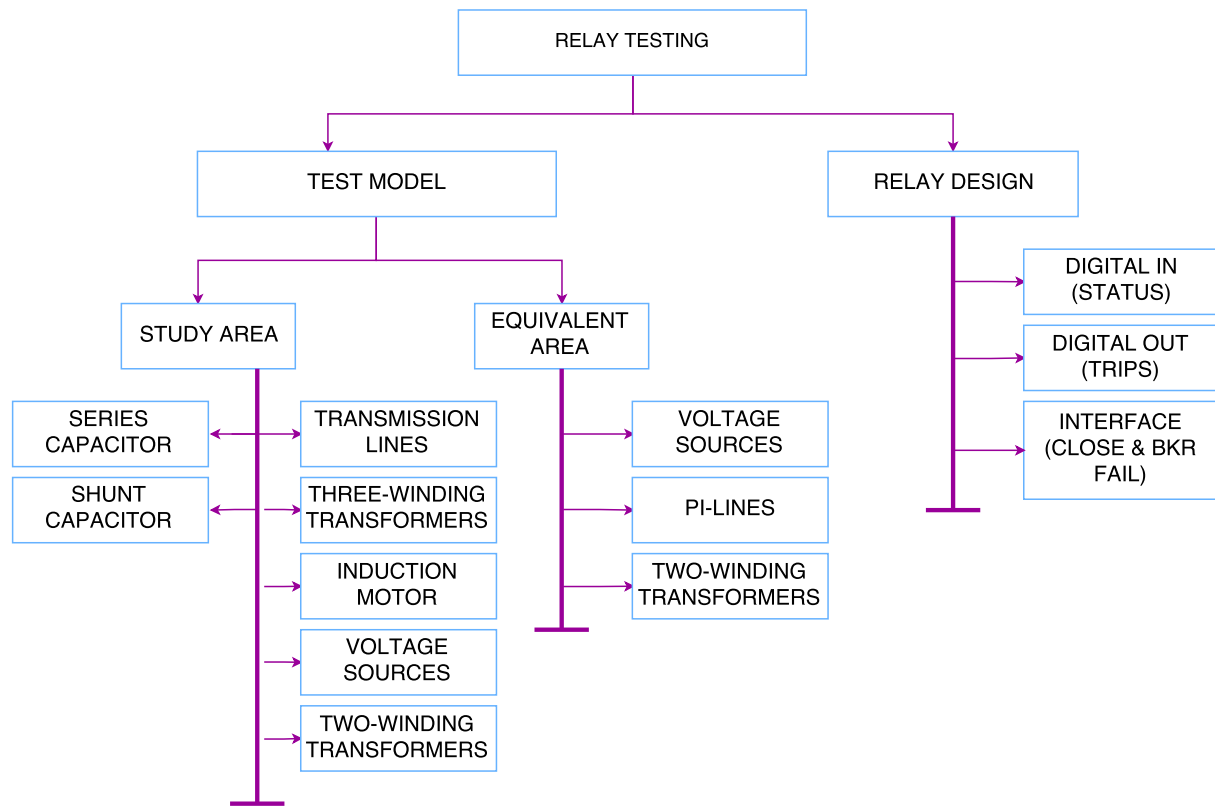 RELAY TESTING
TEST MODEL
RELAY DESIGN
STUDY AREA
EQUIVALENT
AREA
DIGITAL IN
(STATUS)
DIGITAL OUT
(TRIPS)
INTERFACE
(CLOSE & BKR
FAIL)
SERIES
CAPACITOR
SHUNT
CAPACITOR
TRANSMISSION
LINES
THREE-WINDING
TRANSFORMERS
INDUCTION
MOTOR
VOLTAGE
SOURCES
TWO-WINDING
TRANSFORMERS
VOLTAGE
SOURCES
PI-LINES
TWO-WINDING
TRANSFORMERS